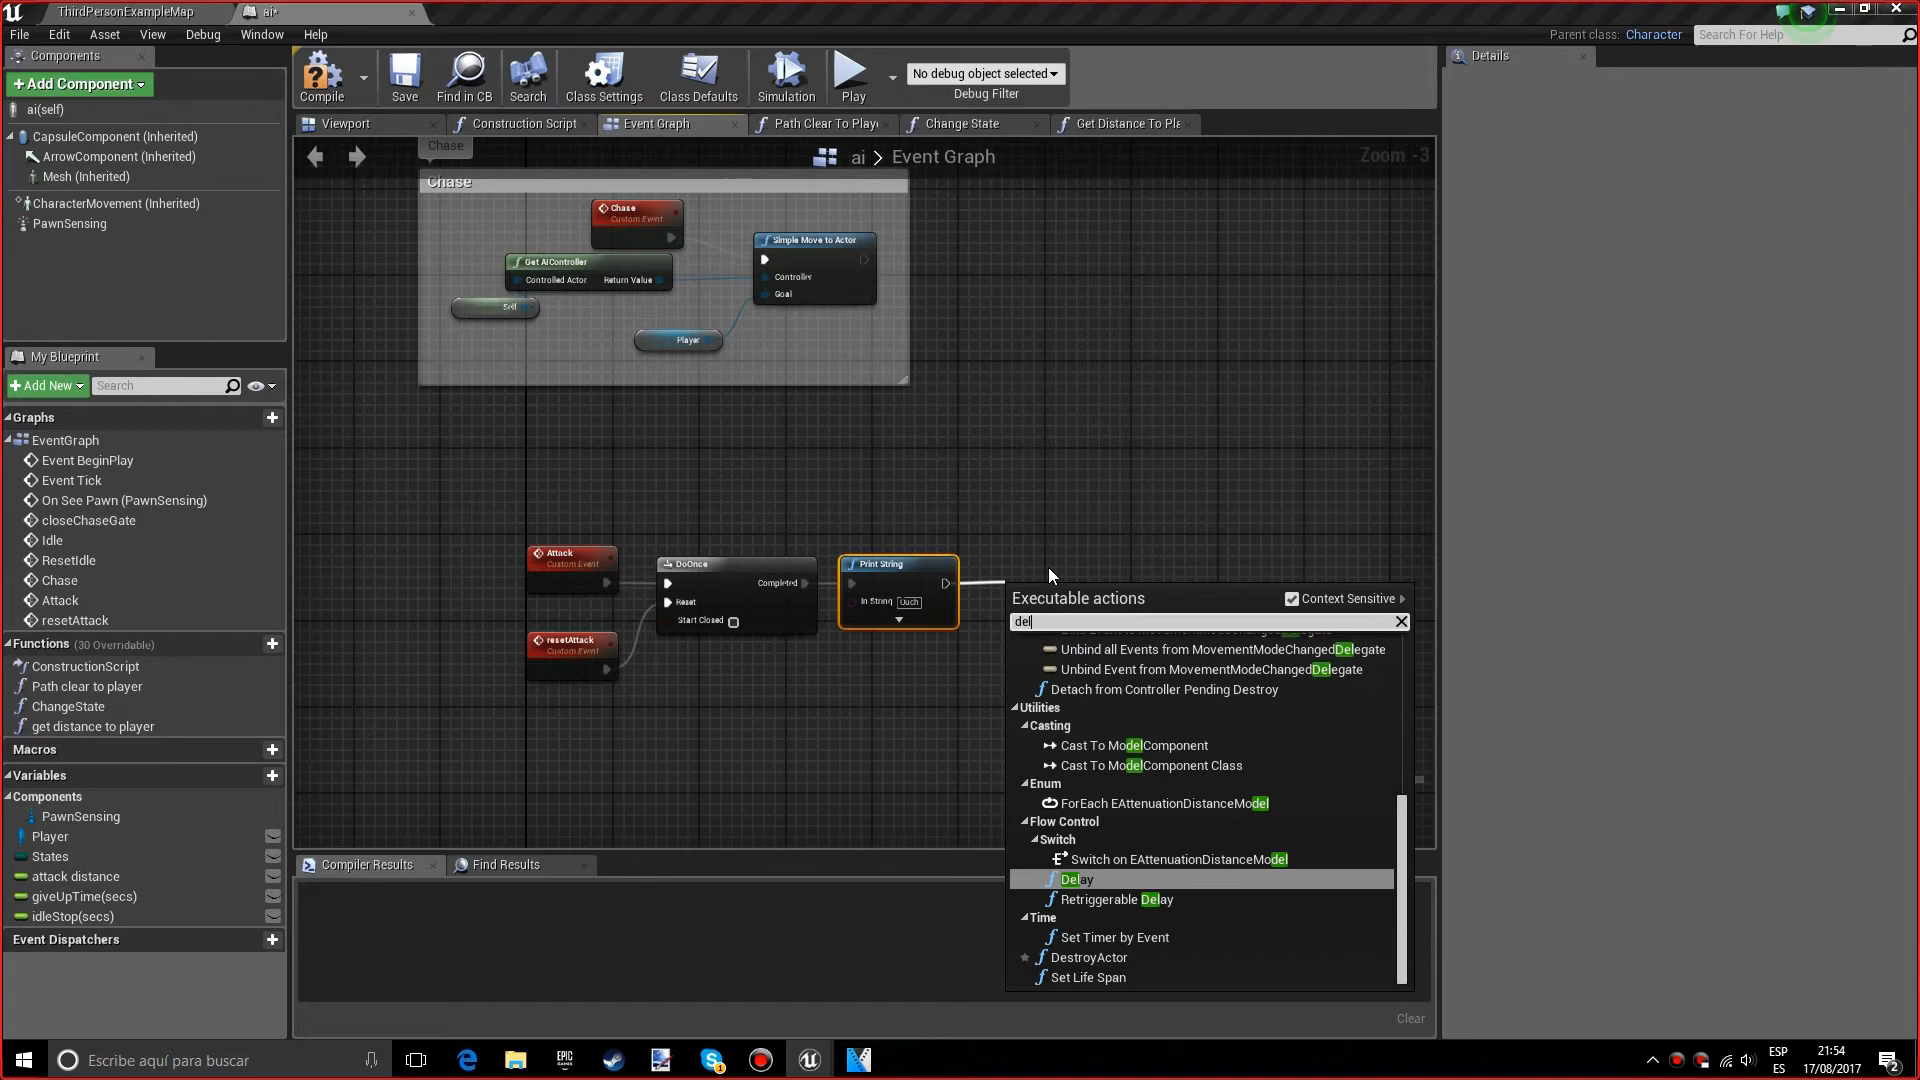 ThirdPersonExampleMap
ai*
File Edit Asset View Debug Window Help
Parent class: Character
Search For Help
Components
+Add Component
ai(self)
CapsuleComponent (Inherited)
ArrowComponent (Inherited)
Mesh (Inherited)
CharacterMovement (Inherited)
PawnSensing
Compile
Save
Find in CB
Search
Class Settings
Class Defaults
Simulation
Play
No debug object selected
Debug Filter
Details
Viewport
Construction Script
Event Graph
Path Clear To Playe
Change State
Get Distance To Pla
ai > Event Graph
Zoom -3
Chase
Chase
Chase
Custom Event
Simple Move to Actor
Controller
Goal
Get AIController
Controlled Actor Return Value
Self
Player
My Blueprint
+Add New
Search
Graphs
EventGraph
Event BeginPlay
Event Tick
On See Pawn (PawnSensing)
closeChaseGate
Idle
ResetIdle
Chase
Attack
resetAttack
Functions (30 Overridable)
ConstructionScript
Path clear to player
ChangeState
get distance to player
Macros
Variables
Components
PawnSensing
Player
States
attack distance
giveUpTime(secs)
idleStop(secs)
Event Dispatchers
Attack
Custom Event
resetAttack
Custom Event
DoOnce
Completed
Reset
Start Closed
Print String
In String Ouch
Executable actions
Context Sensitive
del
Unbind all Events from MovementModeChangedDelegate
Unbind Event from MovementModeChangedDelegate
Detach from Controller Pending Destroy
Utilities
Casting
Cast To ModelComponent
Cast To ModelComponent Class
Enum
ForEach EAttenuationDistanceModel
Flow Control
Switch
Switch on EAttenuationDistanceModel
Delay
Retriggerable Delay
Time
Set Timer by Event
DestroyActor
Set Life Span
Compiler Results
Find Results
Clear
Escribe aquí para buscar
EPIC
GAMES
1
ESP
ES
21:54
17/08/2017
2